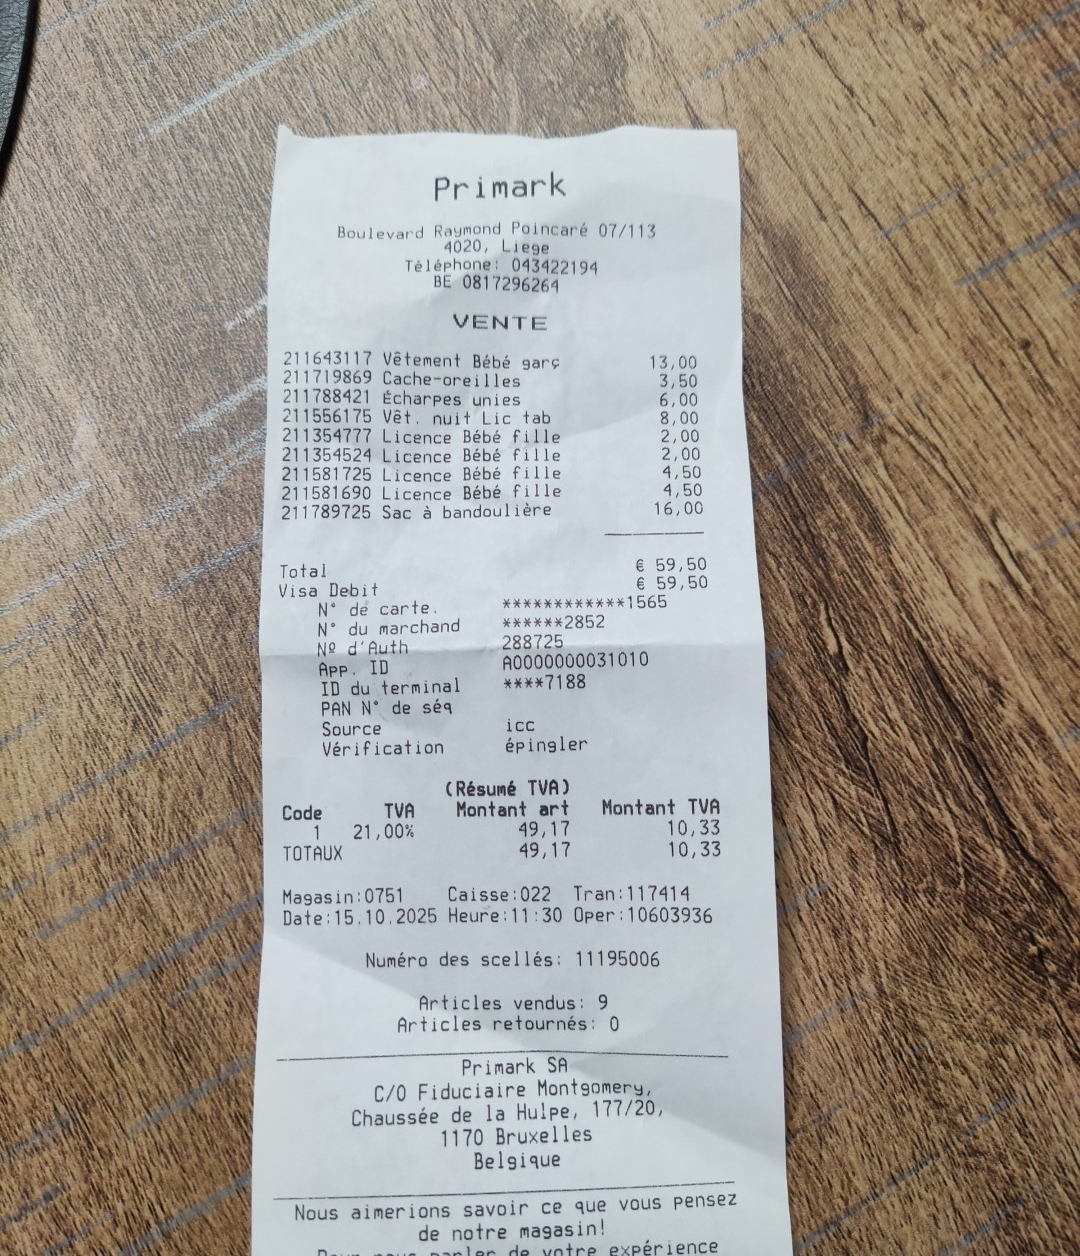 Primark
Boulevard Raymond Poincaré 07/113
4020, Liege
Téléphone: 043422194
BE 0817296264
VENTE
211643117 Vêtement Bébé garç 13,00
211719869 Cache-oreilles 3,50
211788421 Écharpes unies 6,00
211556175 Vêt. nuit Lic tab 8,00
211354777 Licence Bébé fille 2,00
211354524 Licence Bébé fille 2,00
211581725 Licence Bébé fille 4,50
211581690 Licence Bébé fille 4,50
211789725 Sac à bandoulière 16,00
Total € 59,50
Visa Debit € 59,50
N° de carte. ************1565
N° du marchand ******2852
Nº d'Auth 288725
App. ID A0000000031010
ID du terminal ****7188
PAN N° de séq
Source icc
Vérification épingler
(Résumé TVA)
Code TVA Montant art Montant TVA
1 21,00% 49,17 10,33
TOTAUX 49,17 10,33
Magasin:0751 Caisse:022 Tran:117414
Date:15.10.2025 Heure:11:30 Oper:10603936
Numéro des scellés: 11195006
Articles vendus: 9
Articles retournés: 0
Primark SA
C/O Fiduciaire Montgomery,
Chaussée de la Hulpe, 177/20,
1170 Bruxelles
Belgique
Nous aimerions savoir ce que vous pensez
de notre magasin!
Pour nous parler de votre expérience